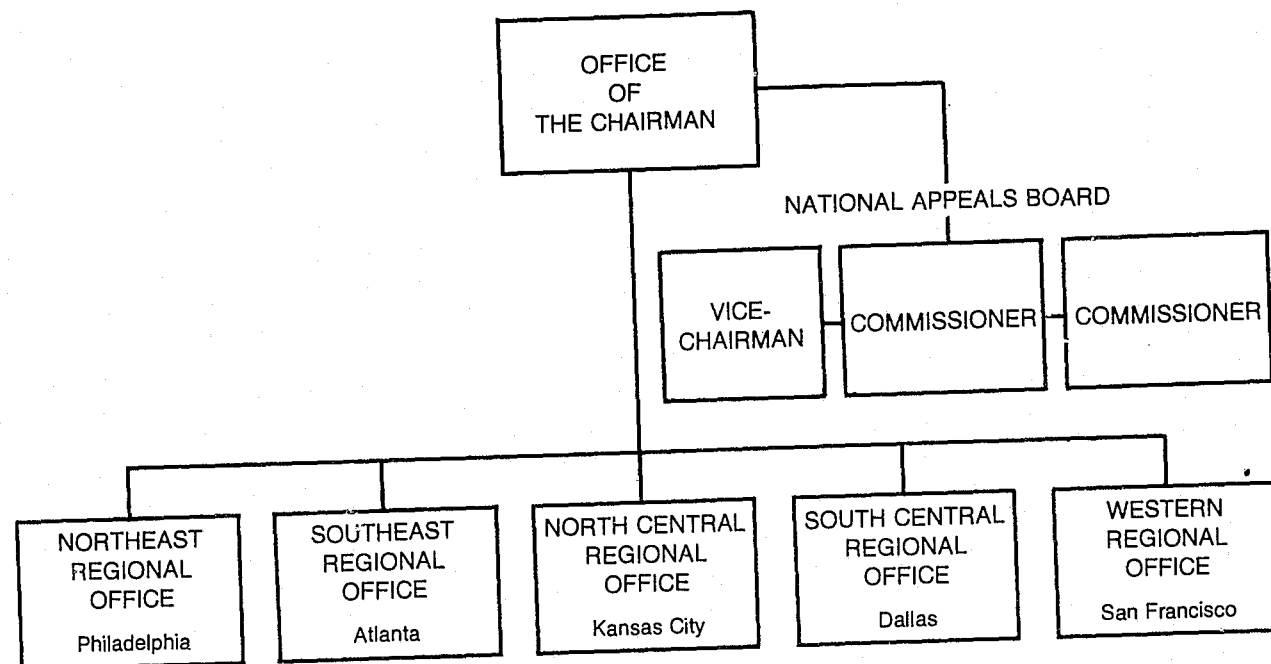 OFFICE
OF
THE CHAIRMAN
NATIONAL APPEALS BOARD
VICE-
CHAIRMAN
COMMISSIONER
COMMISSIONER
NORTHEAST
REGIONAL
OFFICE
Philadelphia
SOUTHEAST
REGIONAL
OFFICE
Atlanta
NORTH CENTRAL
REGIONAL
OFFICE
Kansas City
SOUTH CENTRAL
REGIONAL
OFFICE
Dallas
WESTERN
REGIONAL
OFFICE
San Francisco